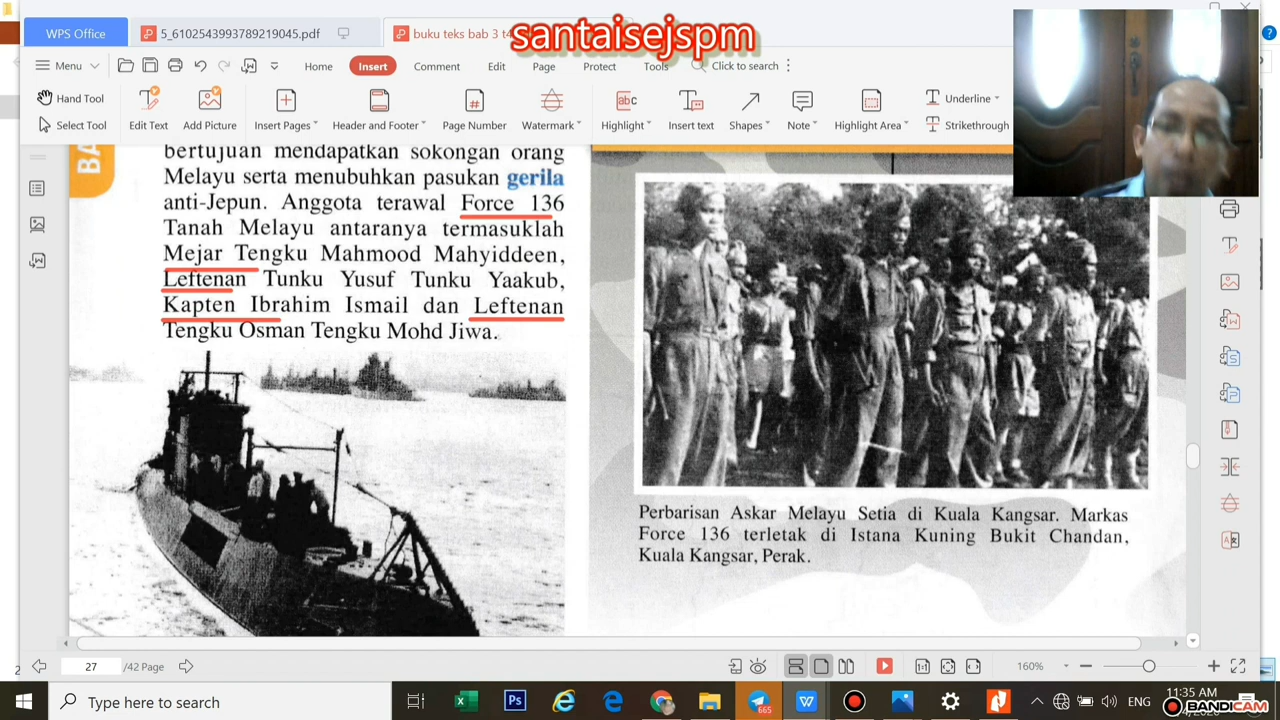 WPS Office
5_6102543993789219045.pdf
buku teks bab 3 t4
santaisejspm
Menu
Home
Insert
Comment
Edit
Page
Protect
Tools
Click to search
Hand Tool
Select Tool
Edit Text
Add Picture
Insert Pages
Header and Footer
Page Number
Watermark
Highlight
Insert text
Shapes
Note
Highlight Area
Underline
Strikethrough
BA
bertujuan mendapatkan sokongan orang
Melayu serta menubuhkan pasukan gerila
anti-Jepun. Anggota terawal Force 136
Tanah Melayu antaranya termasuklah
Mejar Tengku Mahmood Mahyiddeen,
Leftenan Tunku Yusuf Tunku Yaakub,
Kapten Ibrahim Ismail dan Leftenan
Tengku Osman Tengku Mohd Jiwa.
Perbarisan Askar Melayu Setia di Kuala Kangsar. Markas
Force 136 terletak di Istana Kuning Bukit Chandan,
Kuala Kangsar, Perak.
27
/42 Page
160%
Type here to search
665
ENG
11:35 AM
BANDICAM